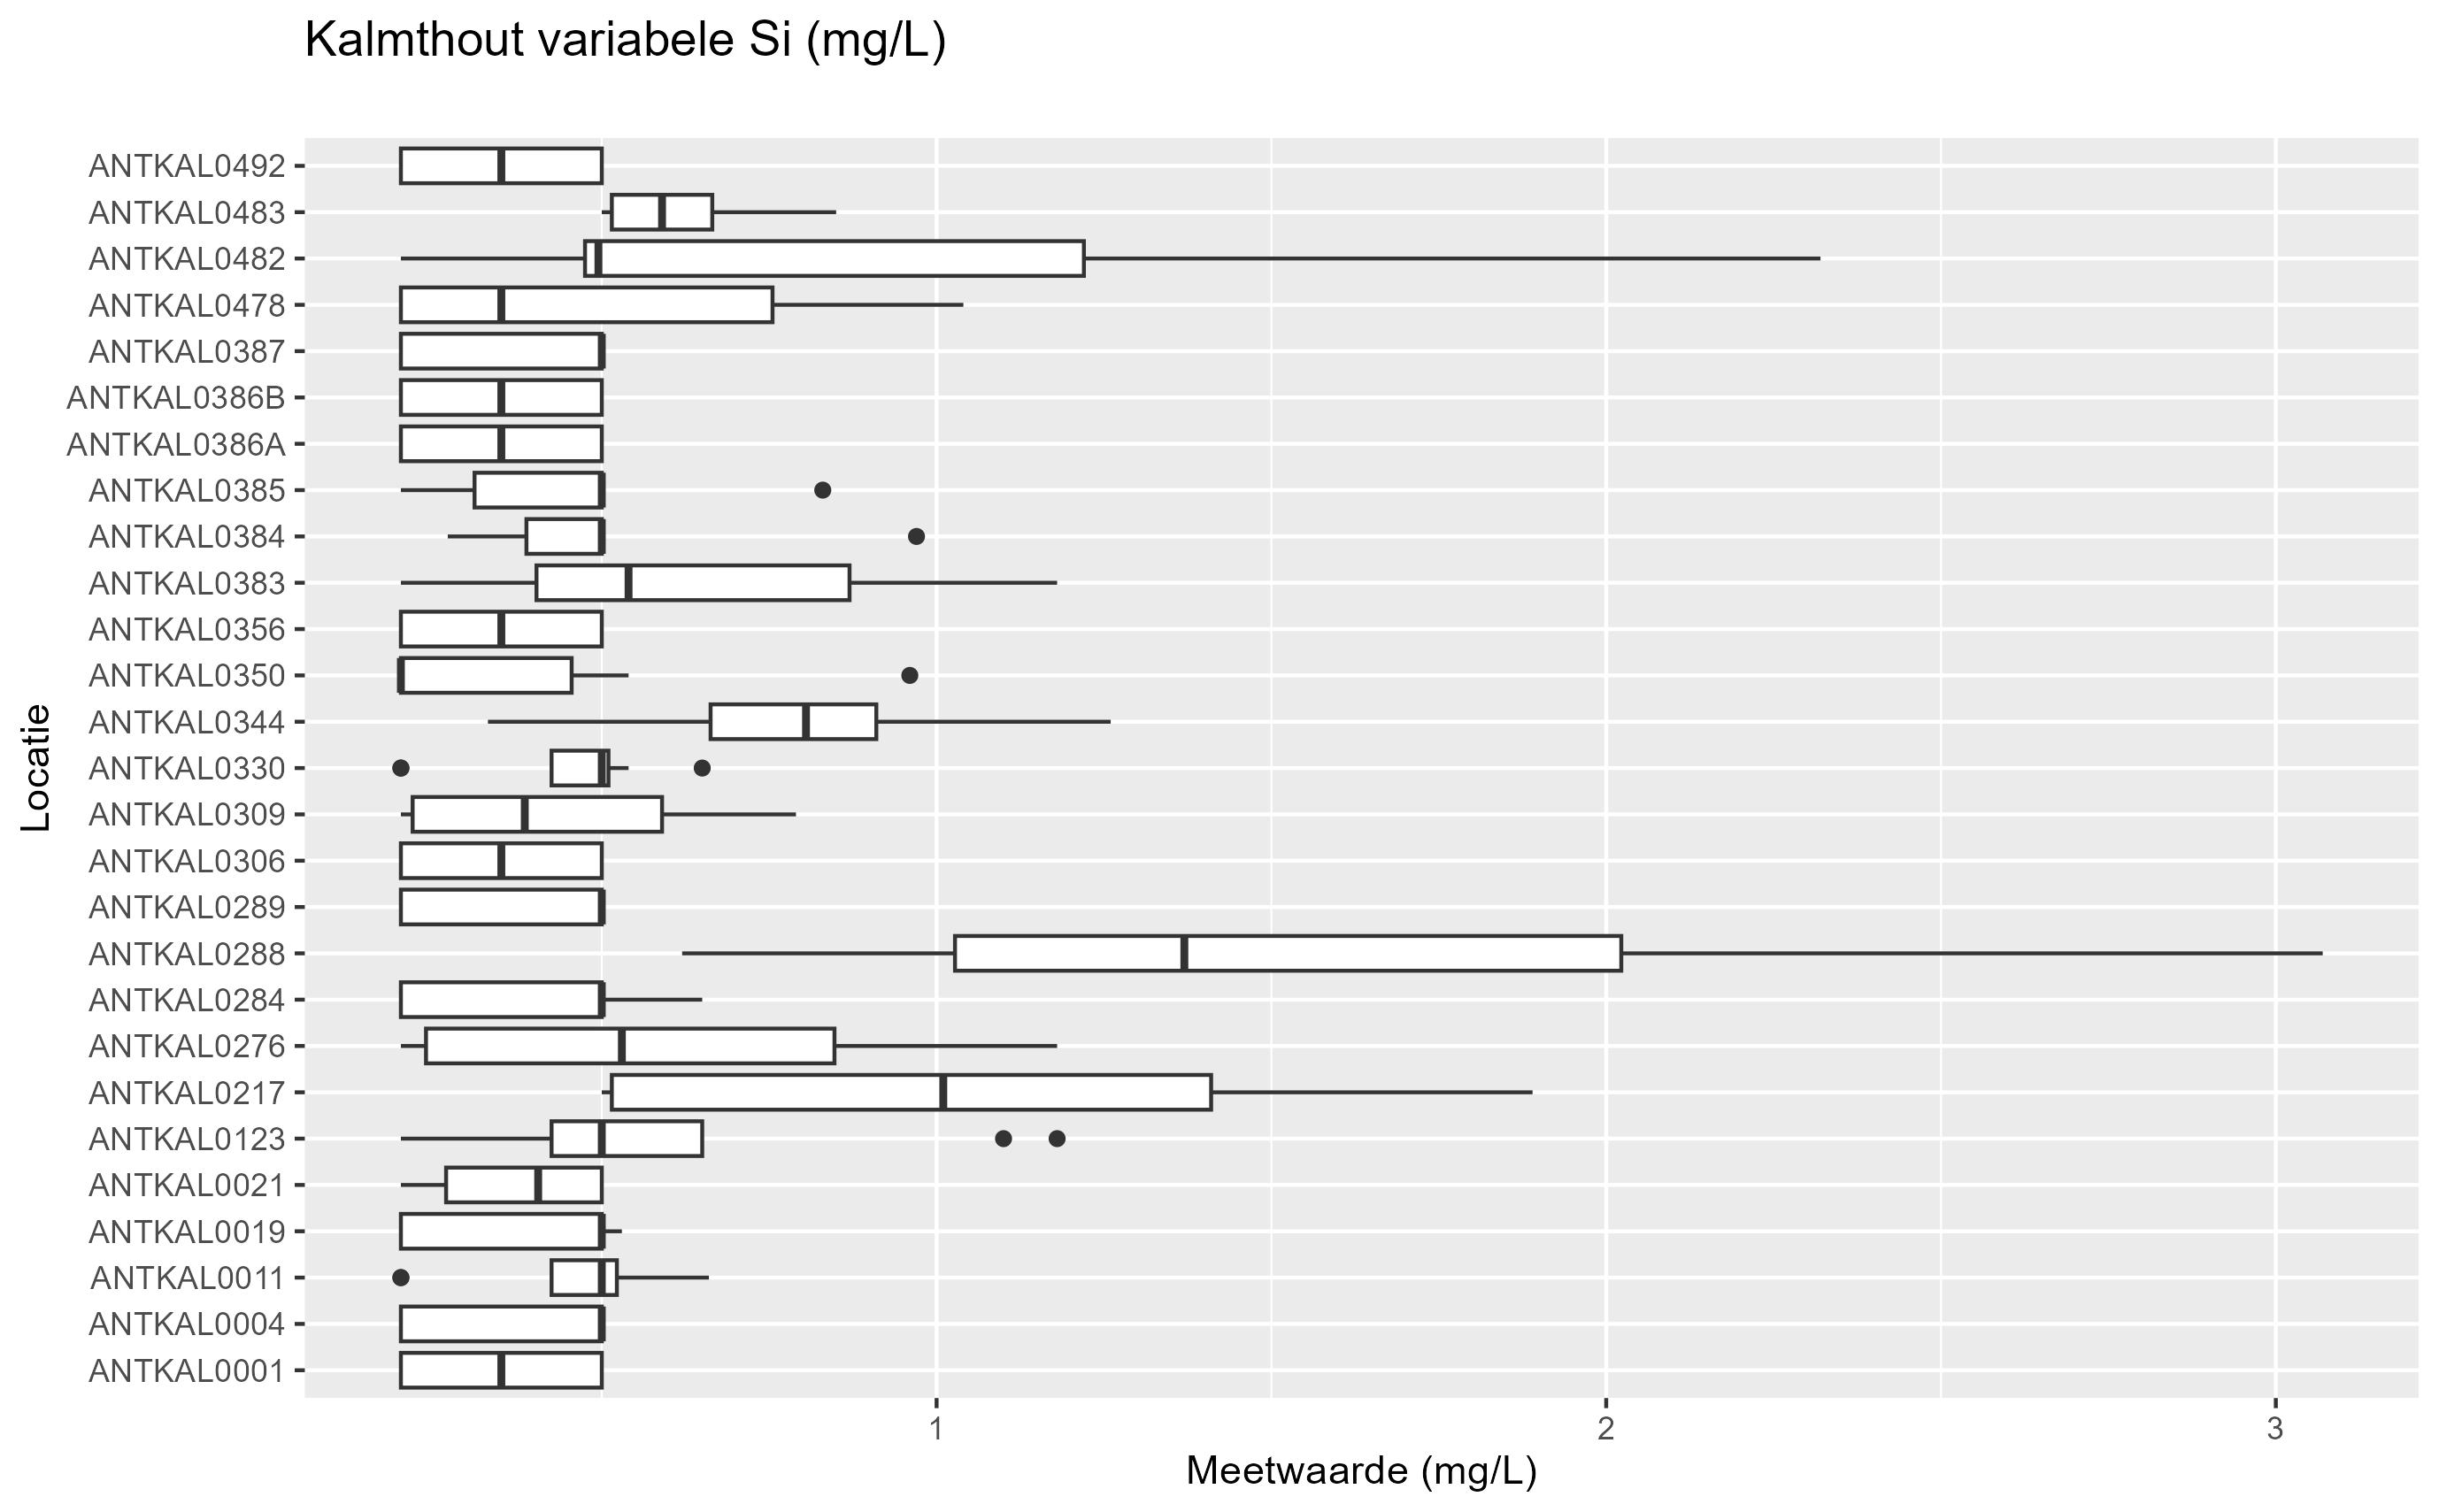 Kalmthout variabele Si (mg/L)
ANTKAL0492
ANTKAL0483
ANTKAL0482
ANTKAL0478
ANTKAL0387
ANTKAL0386B
ANTKAL0386A
ANTKAL0385
ANTKAL0384
ANTKAL0383
ANTKAL0356
ANTKAL0350
ANTKAL0344
ANTKAL0330
ANTKAL0309
ANTKAL0306
ANTKAL0289
ANTKAL0288
ANTKAL0284
ANTKAL0276
ANTKAL0217
ANTKAL0123
ANTKAL0021
ANTKAL0019
ANTKAL0011
ANTKAL0004
ANTKAL0001
Locatie
1 2 3
Meetwaarde (mg/L)